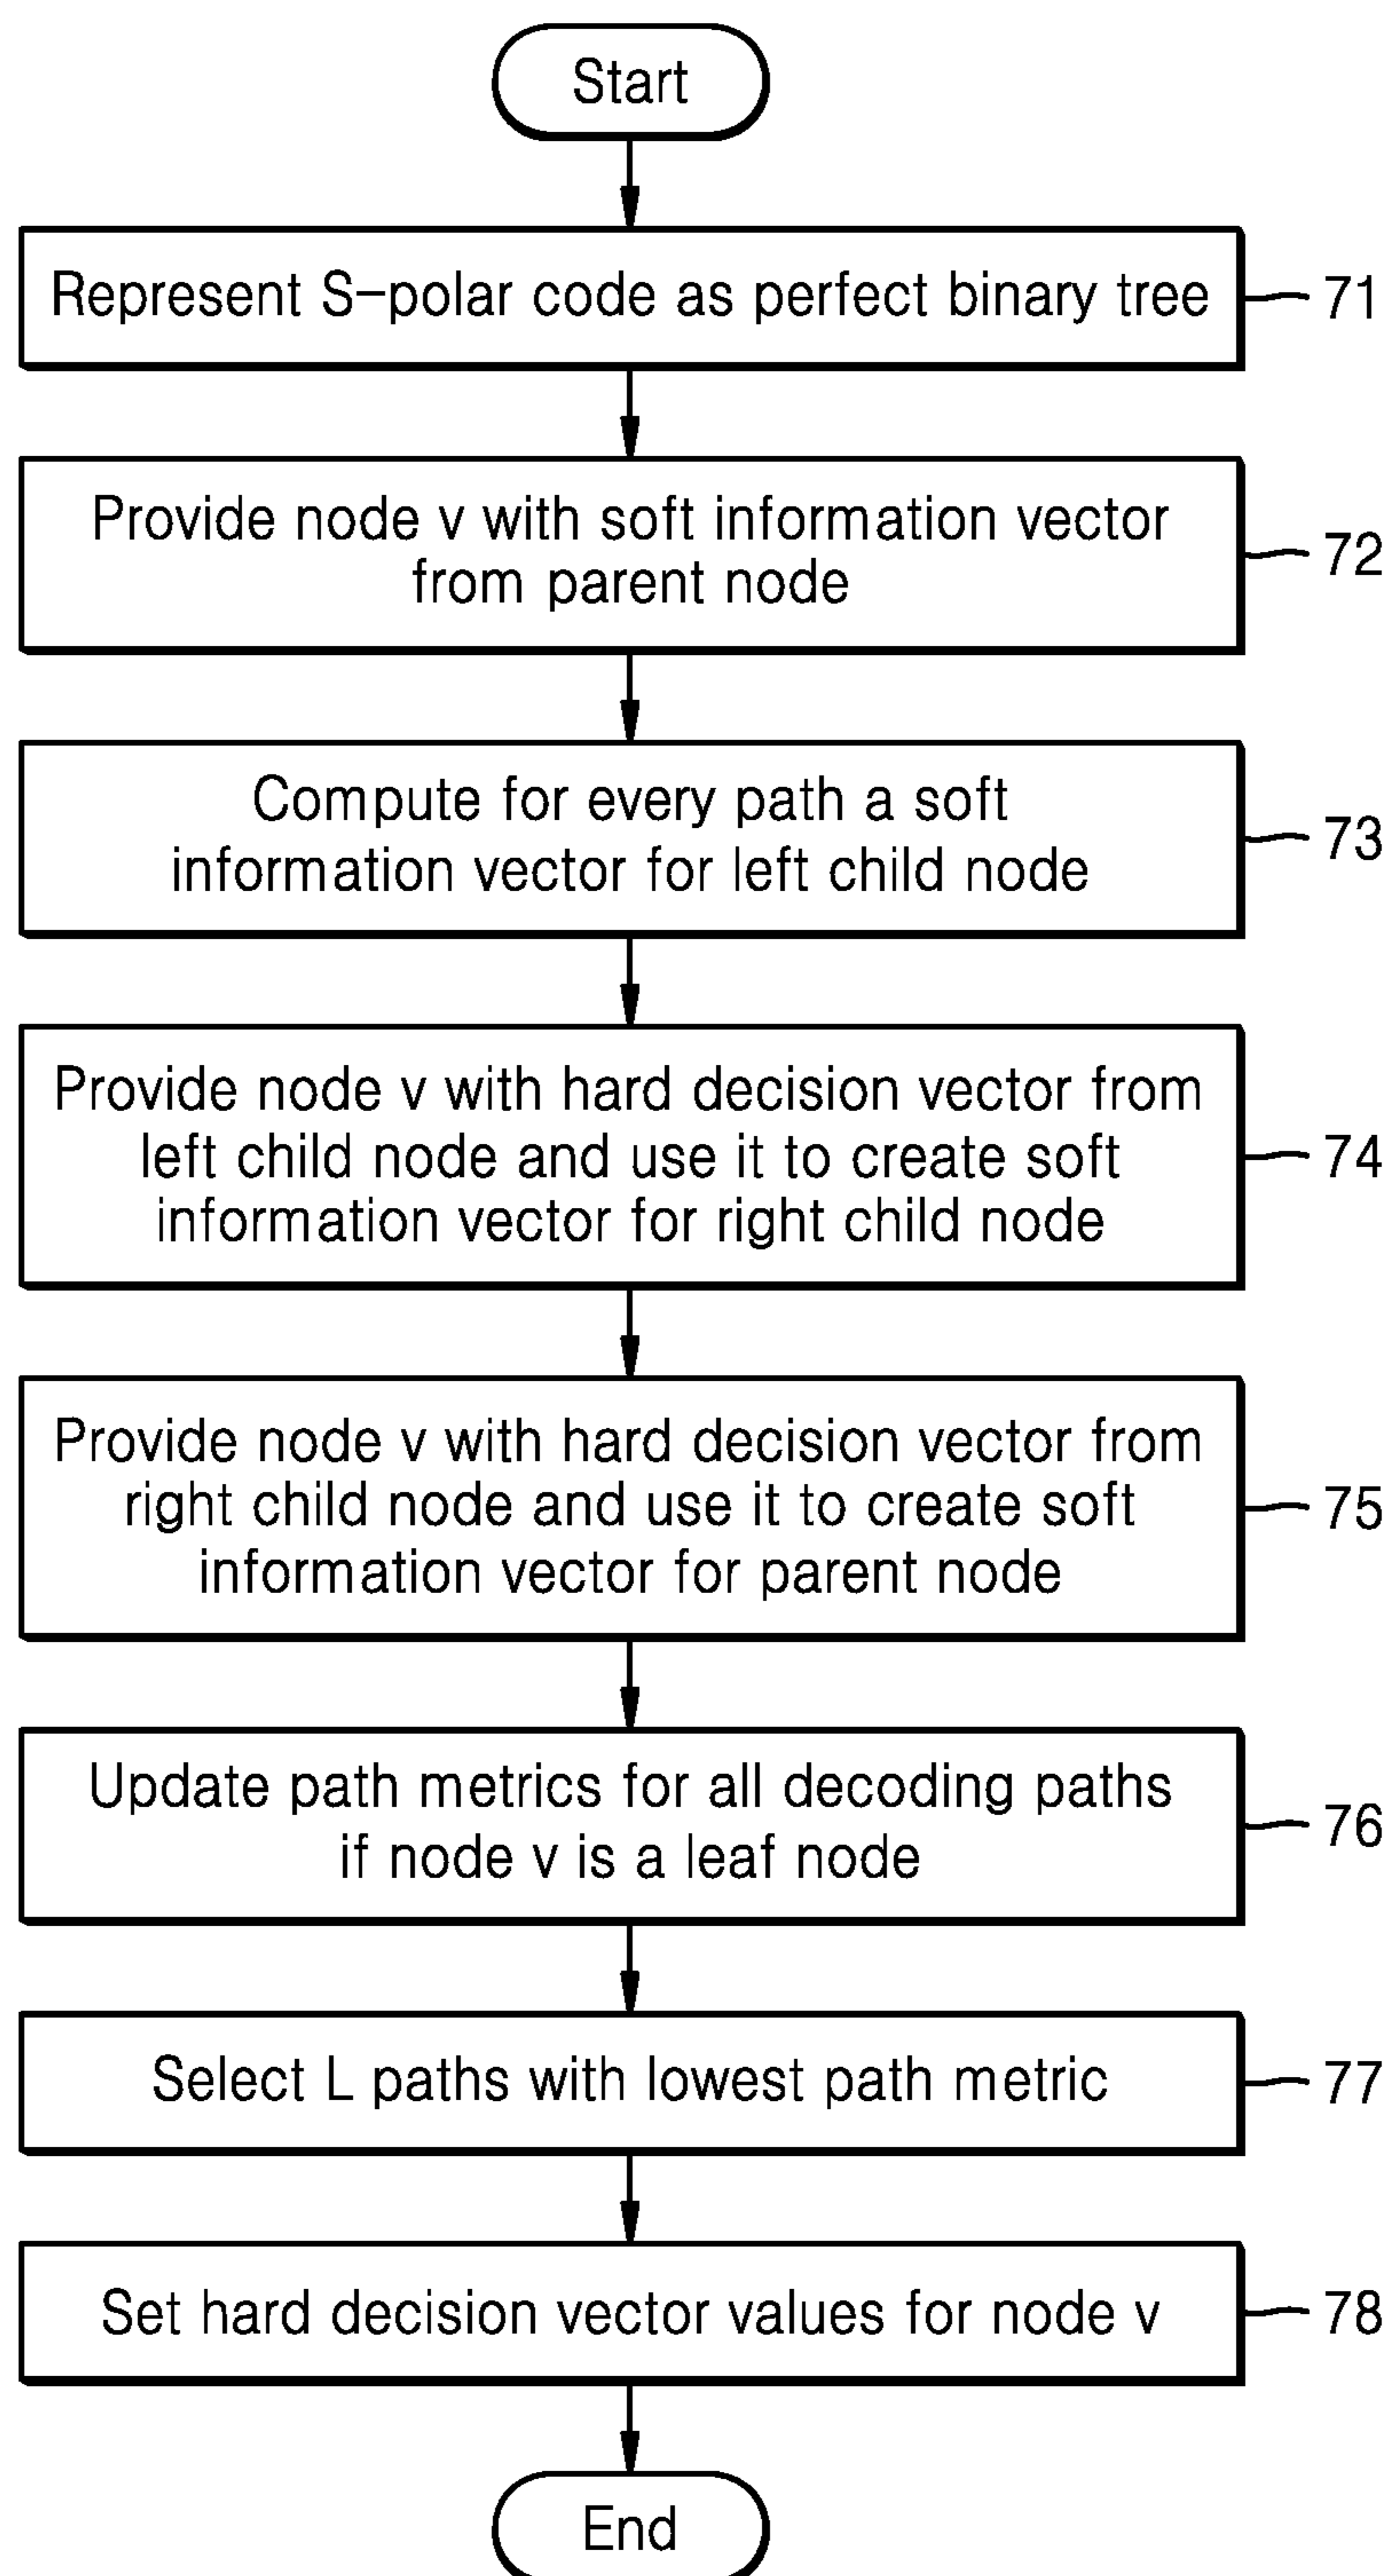 Start
Represent S-polar code as perfect binary tree
71
Provide node v with soft information vector
from parent node
72
Compute for every path a soft
information vector for left child node
73
Provide node v with hard decision vector from
left child node and use it to create soft
information vector for right child node
74
Provide node v with hard decision vector from
right child node and use it to create soft
information vector for parent node
75
Update path metrics for all decoding paths
if node v is a leaf node
76
Select L paths with lowest path metric
77
Set hard decision vector values for node v
78
End